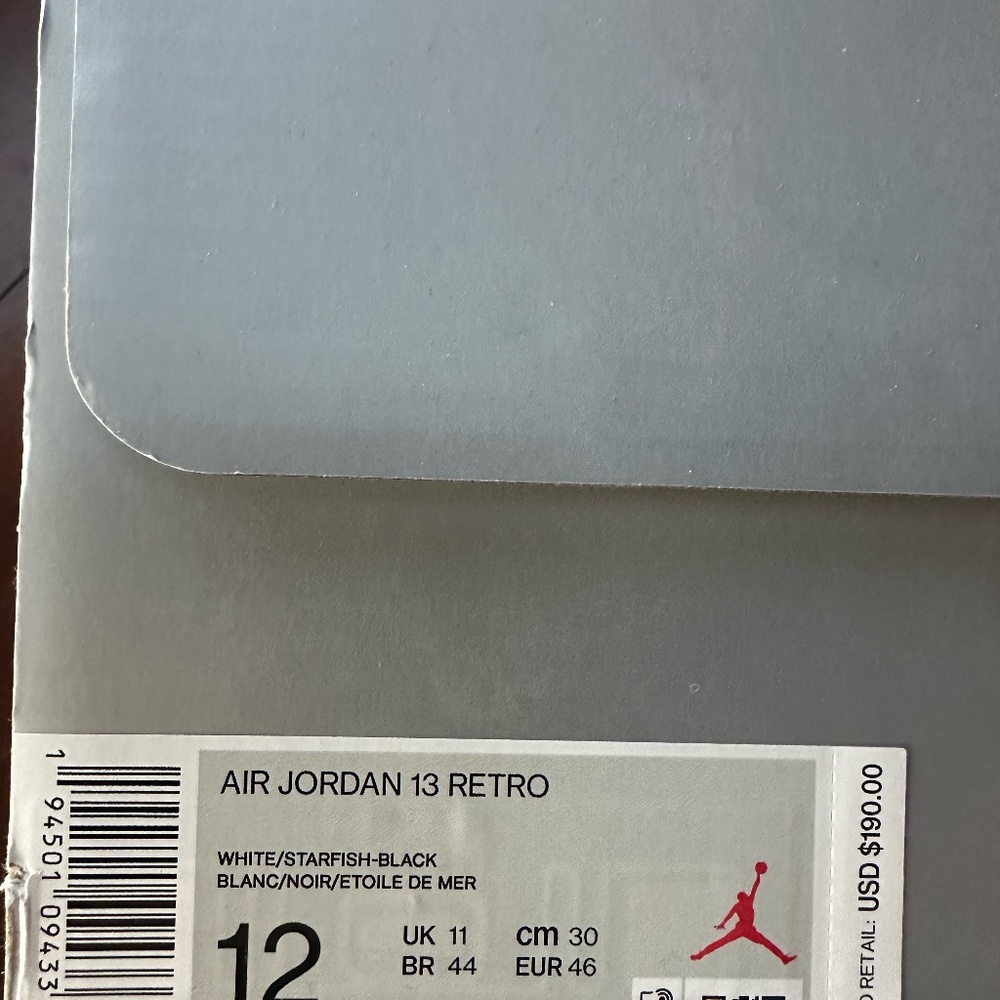 AIR JORDAN 13 RETRO
WHITE/STARFISH-BLACK
BLANC/NOIR/ETOILE DE MER
12
UK 11
cm 30
BR 44
EUR 46
1 94501 09433
RETAIL: USD $190.00